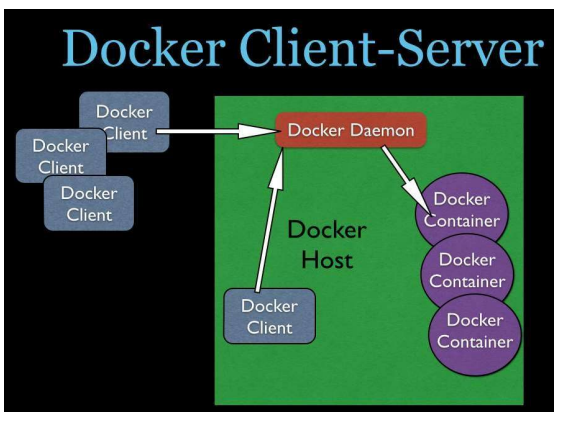 Docker Client-Server
Docker
Client
Docker
Client
Docker
Client
Docker Daemon
Docker
Host
Docker
Client
Docker
Container
Docker
Container
Docker
Container